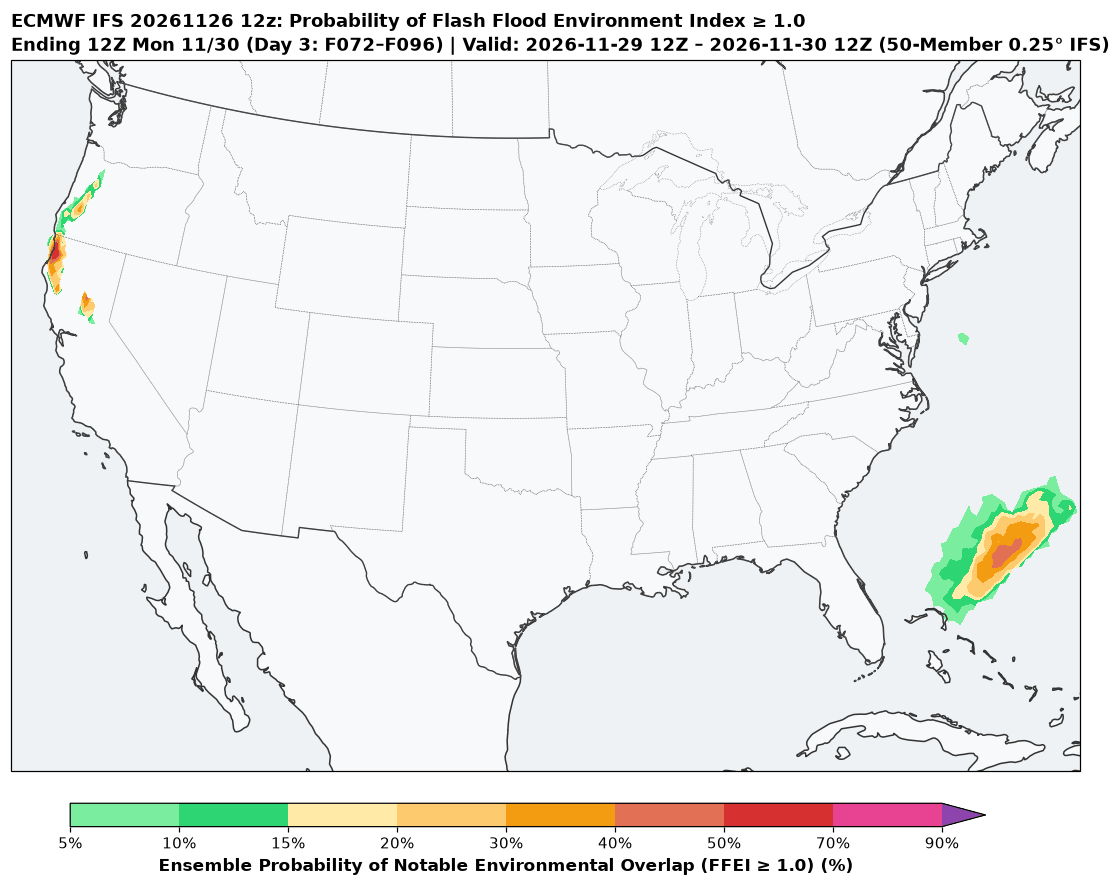 ECMWF IFS 20261126 12z: Probability of Flash Flood Environment Index ≥ 1.0
Ending 12Z Mon 11/30 (Day 3: F072–F096) | Valid: 2026-11-29 12Z – 2026-11-30 12Z (50-Member 0.25° IFS)
5% 10% 15% 20% 30% 40% 50% 70% 90%
Ensemble Probability of Notable Environmental Overlap (FFEI ≥ 1.0) (%)